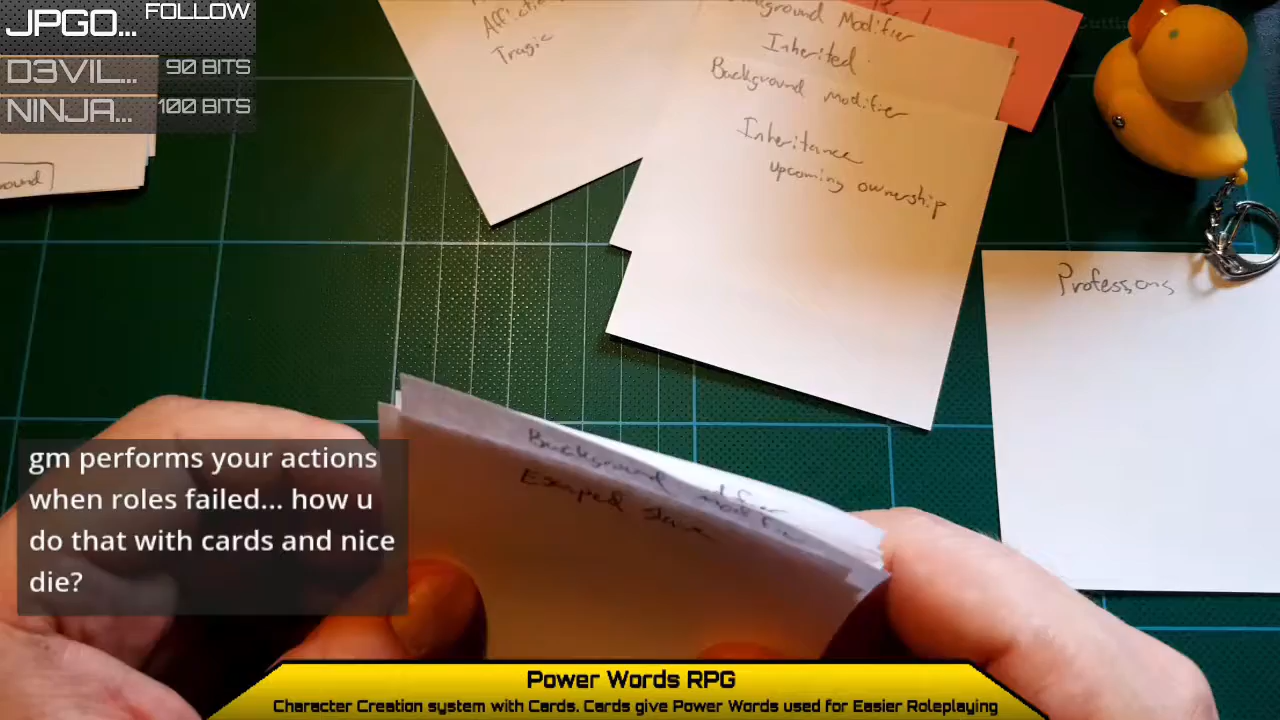 JPGO...
FOLLOW
D3VIL...
90 BITS
NINJA...
100 BITS
Tragic
Background Modifier
Inherited
Background Modifier
Inheritance
upcoming ownership
Professions
Background
gm performs your actions
when roles failed... how u
do that with cards and nice
die?
Power Words RPG
Character Creation system with Cards. Cards give Power Words used for Easier Roleplaying